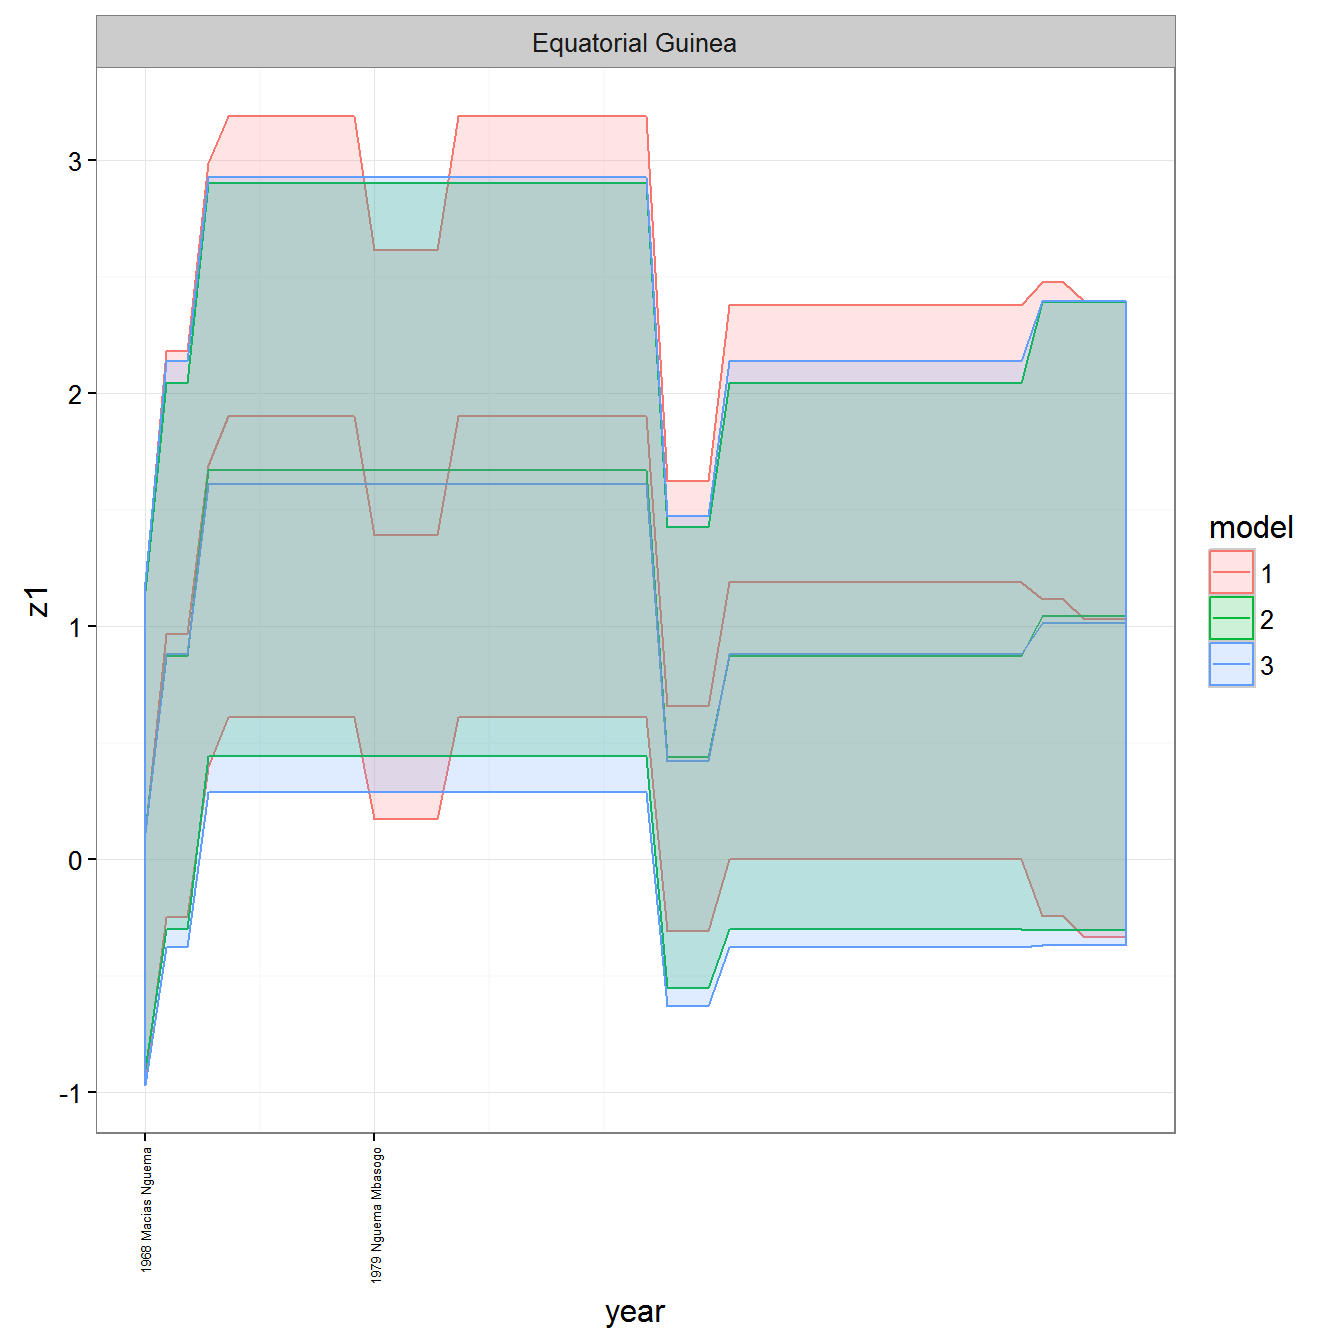 Equatorial Guinea
3
2
1
0
-1
z1
1968 Macias Nguema
1979 Nguema Mbasogo
year
model
1
2
3